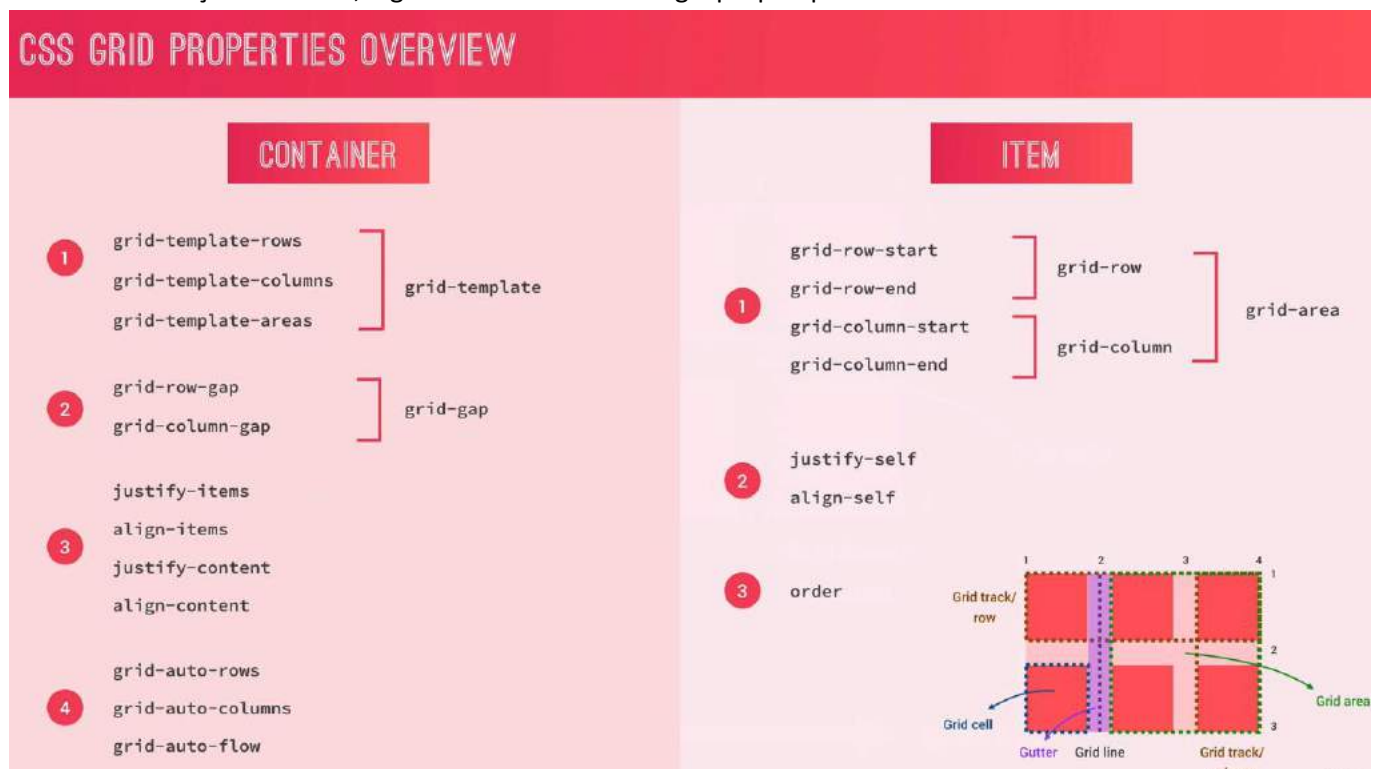 CSS GRID PROPERTIES OVERVIEW
CONTAINER
1
grid-template-rows
grid-template-columns
grid-template-areas
grid-template
2
grid-row-gap
grid-column-gap
grid-gap
3
justify-items
align-items
justify-content
align-content
4
grid-auto-rows
grid-auto-columns
grid-auto-flow
ITEM
1
grid-row-start
grid-row-end
grid-column-start
grid-column-end
grid-row
grid-column
grid-area
2
justify-self
align-self
3
order
1 2 3 4
1
2
3
Grid track/
row
Grid cell
Gutter
Grid line
Grid track/
Grid area